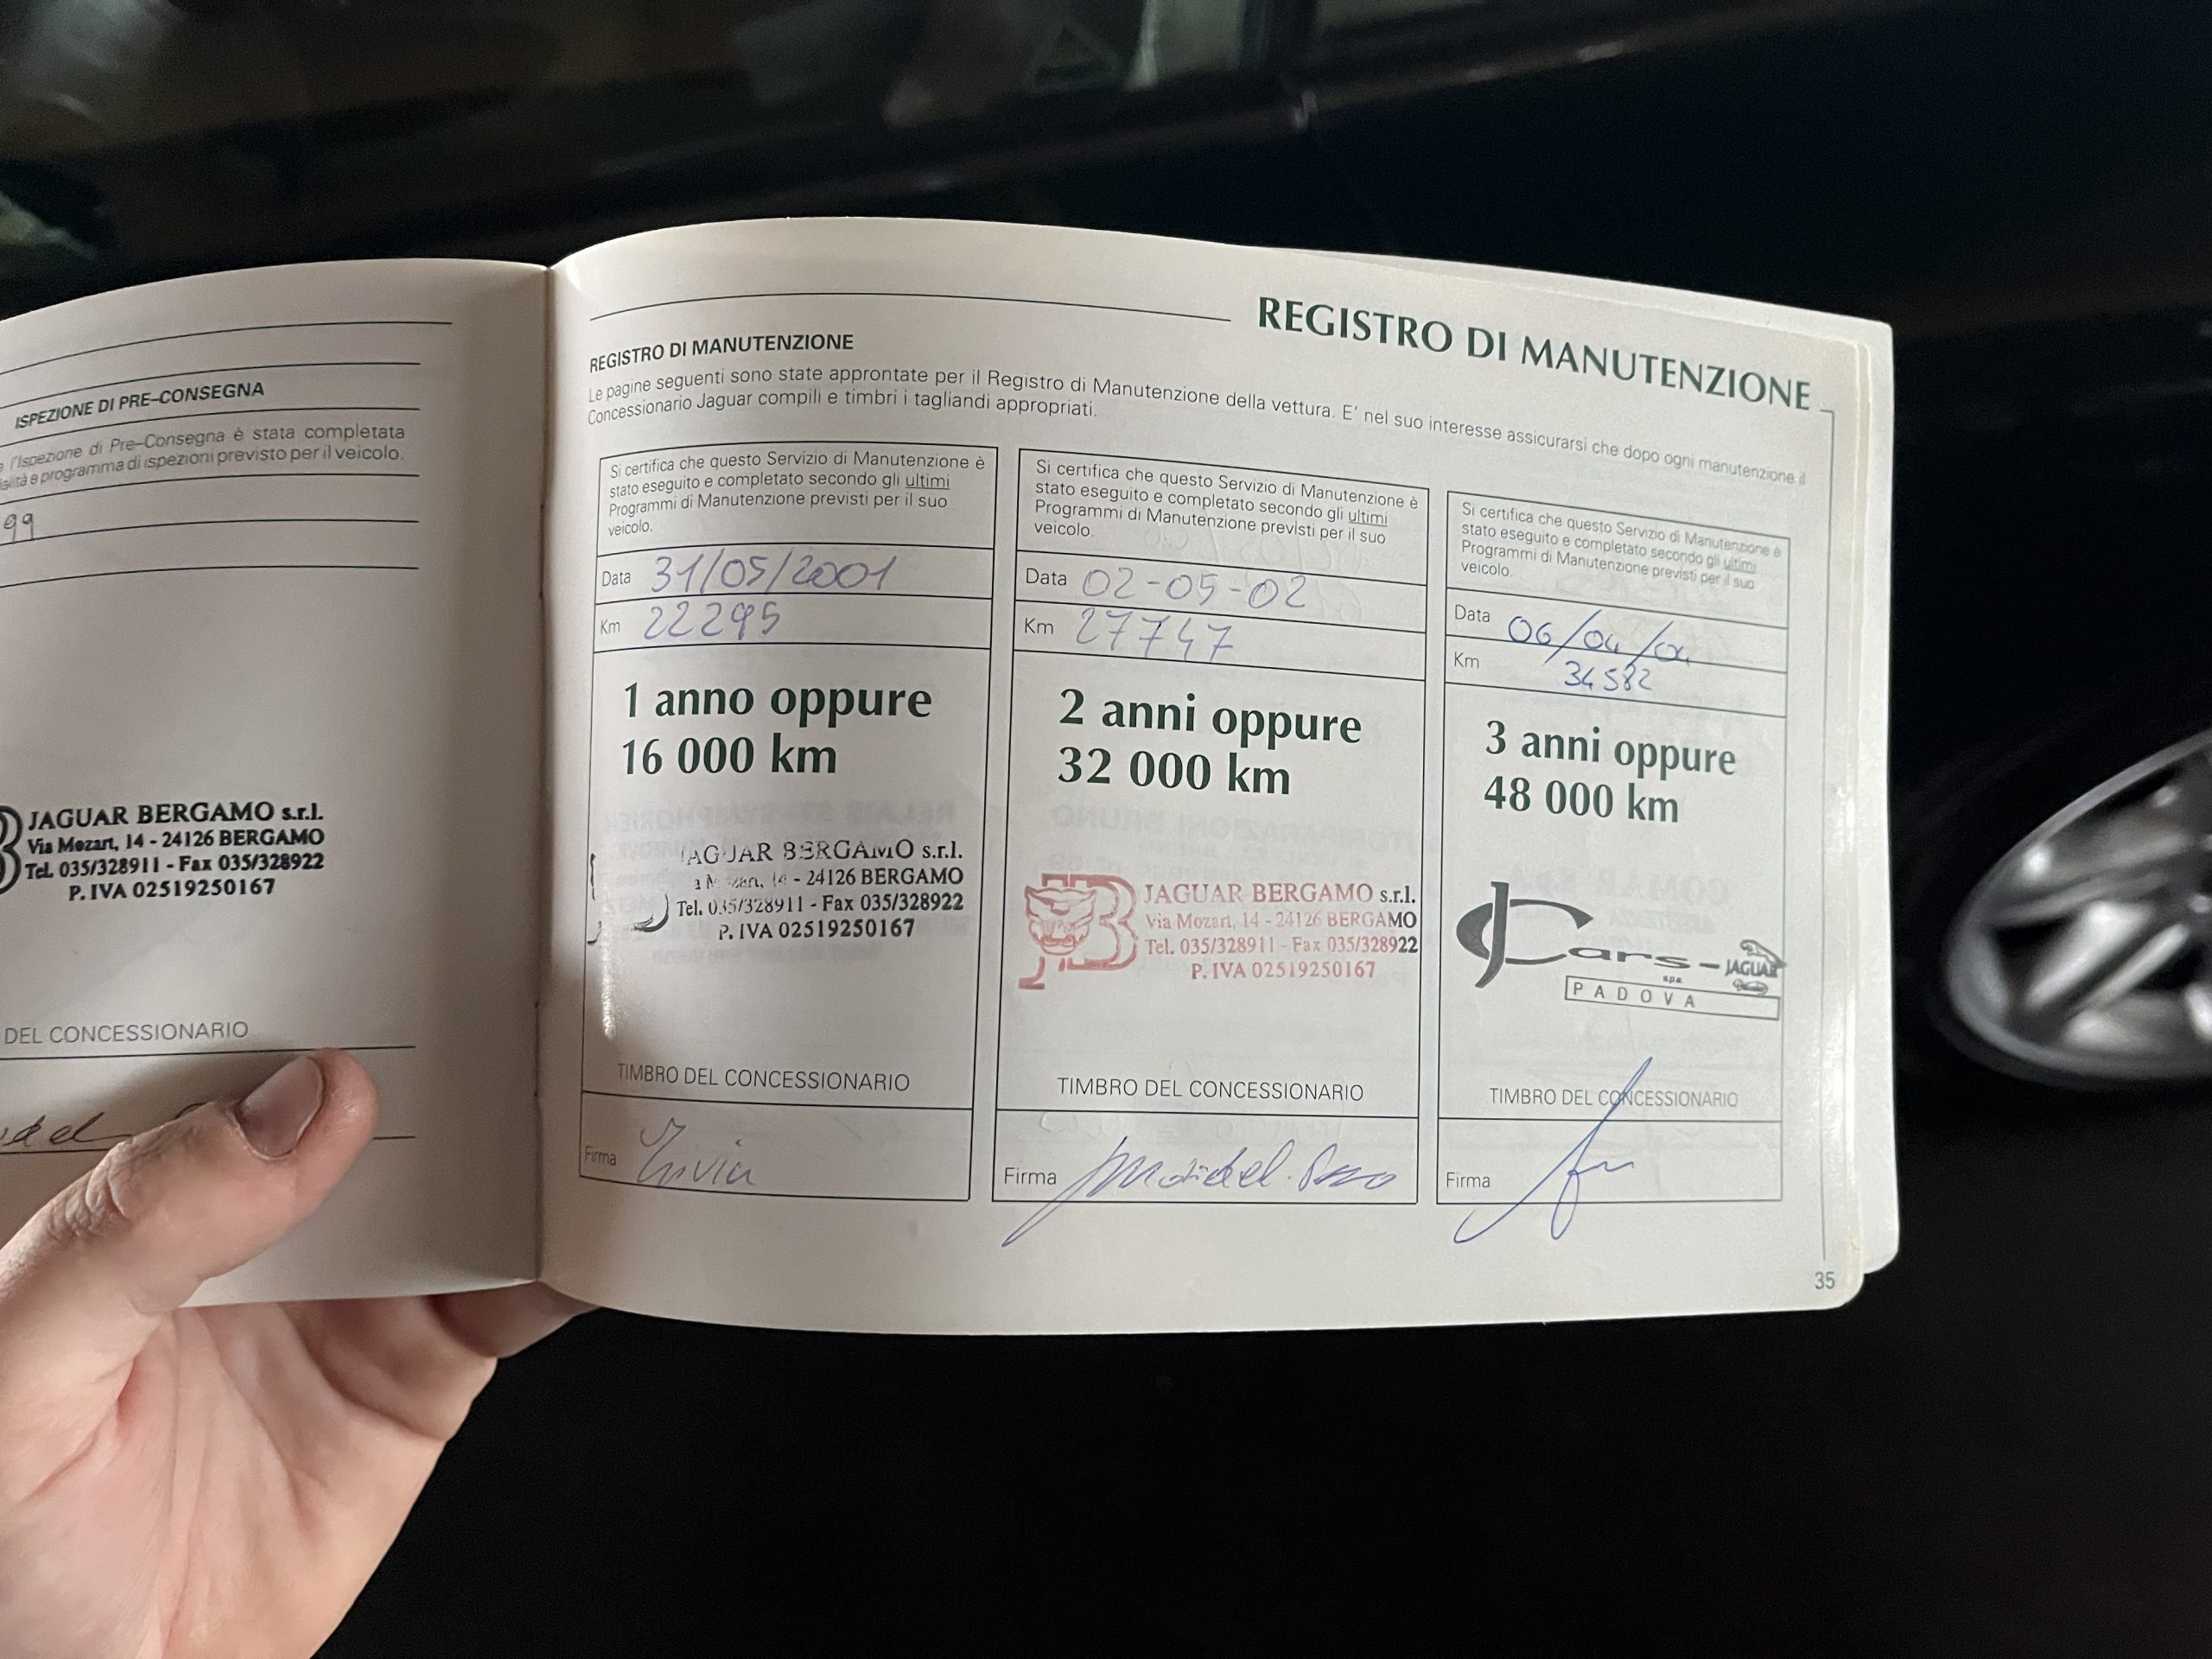 ISPEZIONE DI PRE–CONSEGNA
l'Ispezione di Pre–Consegna è stata completata
e programma di ispezioni previsto per il veicolo.
99
JAGUAR BERGAMO s.r.l.
Via Mozart, 14 - 24126 BERGAMO
Tel. 035/328911 - Fax 035/328922
P. IVA 02519250167
DEL CONCESSIONARIO
REGISTRO DI MANUTENZIONE
REGISTRO DI MANUTENZIONE
Le pagine seguenti sono state approntate per il Registro di Manutenzione della vettura. E' nel suo interesse assicurarsi che dopo ogni manutenzione il
Concessionario Jaguar compili e timbri i tagliandi appropriati.
Si certifica che questo Servizio di Manutenzione è
stato eseguito e completato secondo gli ultimi
Programmi di Manutenzione previsti per il suo
veicolo.
Data 31/05/2001
Km 22295
1 anno oppure
16 000 km
JAGUAR BERGAMO s.r.l.
14 - 24126 BERGAMO
Tel. 035/328911 - Fax 035/328922
P. IVA 02519250167
TIMBRO DEL CONCESSIONARIO
Firma
Si certifica che questo Servizio di Manutenzione è
stato eseguito e completato secondo gli ultimi
Programmi di Manutenzione previsti per il suo
veicolo.
Data 02-05-02
Km 27747
2 anni oppure
32 000 km
JAGUAR BERGAMO s.r.l.
Via Mozart, 14 - 24126 BERGAMO
Tel. 035/328911 - Fax 035/328922
P. IVA 02519250167
TIMBRO DEL CONCESSIONARIO
Firma
Si certifica che questo Servizio di Manutenzione è
stato eseguito e completato secondo gli ultimi
Programmi di Manutenzione previsti per il suo
veicolo.
Data 06/04/04
Km 34582
3 anni oppure
48 000 km
JCars - JAGUAR
s.p.a.
PADOVA
TIMBRO DEL CONCESSIONARIO
Firma
35